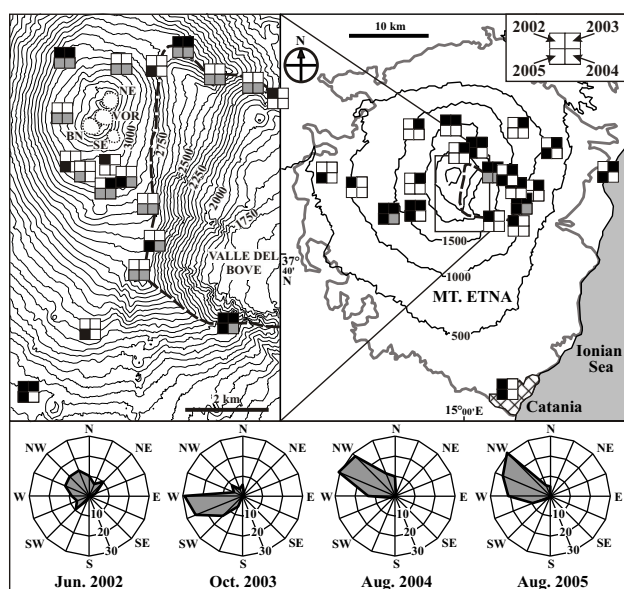 NE
VOR
BN
SE
3000
2750
2500
2250
2000
1750
VALLE DEL
BOVE
2 km
10 km
N
2002 2003
2005 2004
37°
40'
N
1500
1000
MT. ETNA
500
Ionian
Sea
15°00'E
Catania
N N N N
NW NE NW NE NW NE NW NE
W E W E W E W E
10 10 10 10
20 20 20 20
30 30 30 30
SW SE SW SE SW SE SW SE
S S S S
Jun. 2002 Oct. 2003 Aug. 2004 Aug. 2005